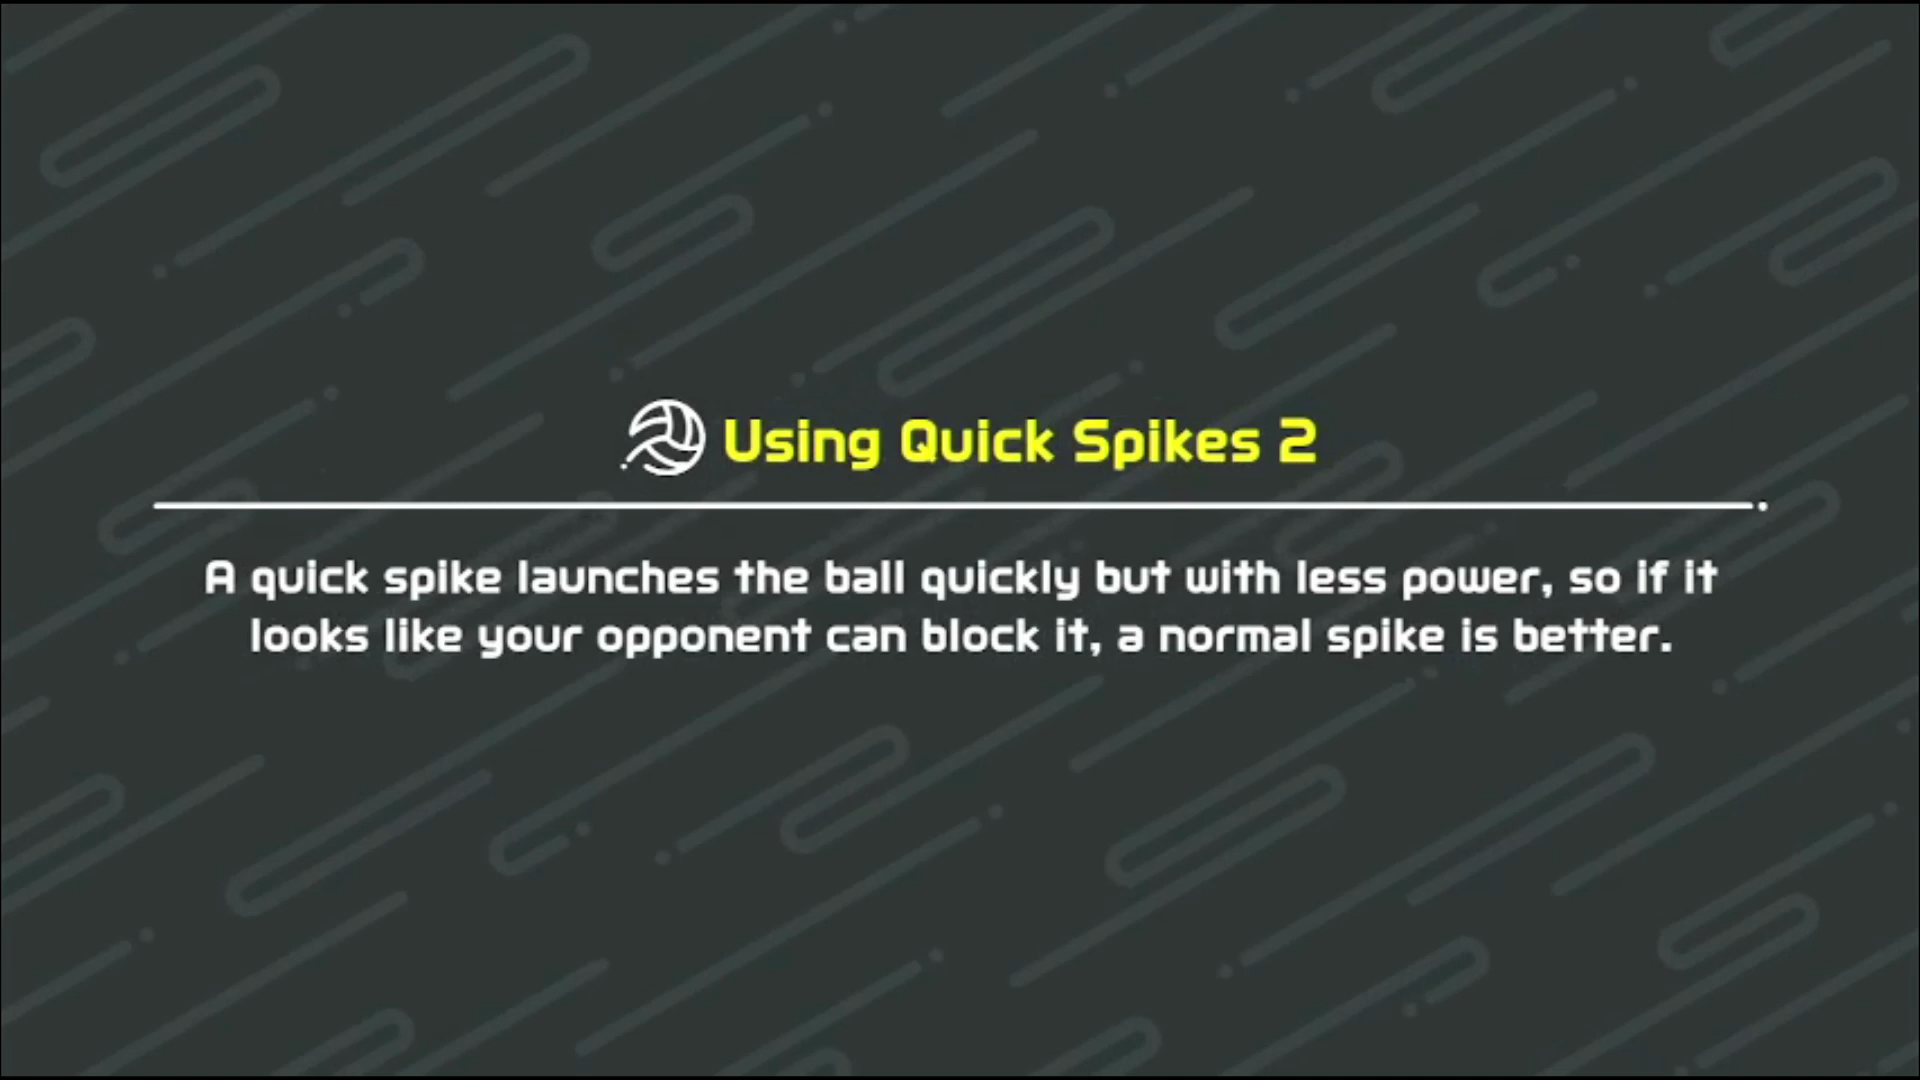 Using Quick Spikes 2
A quick spike launches the ball quickly but with less power, so if it
looks like your opponent can block it, a normal spike is better.